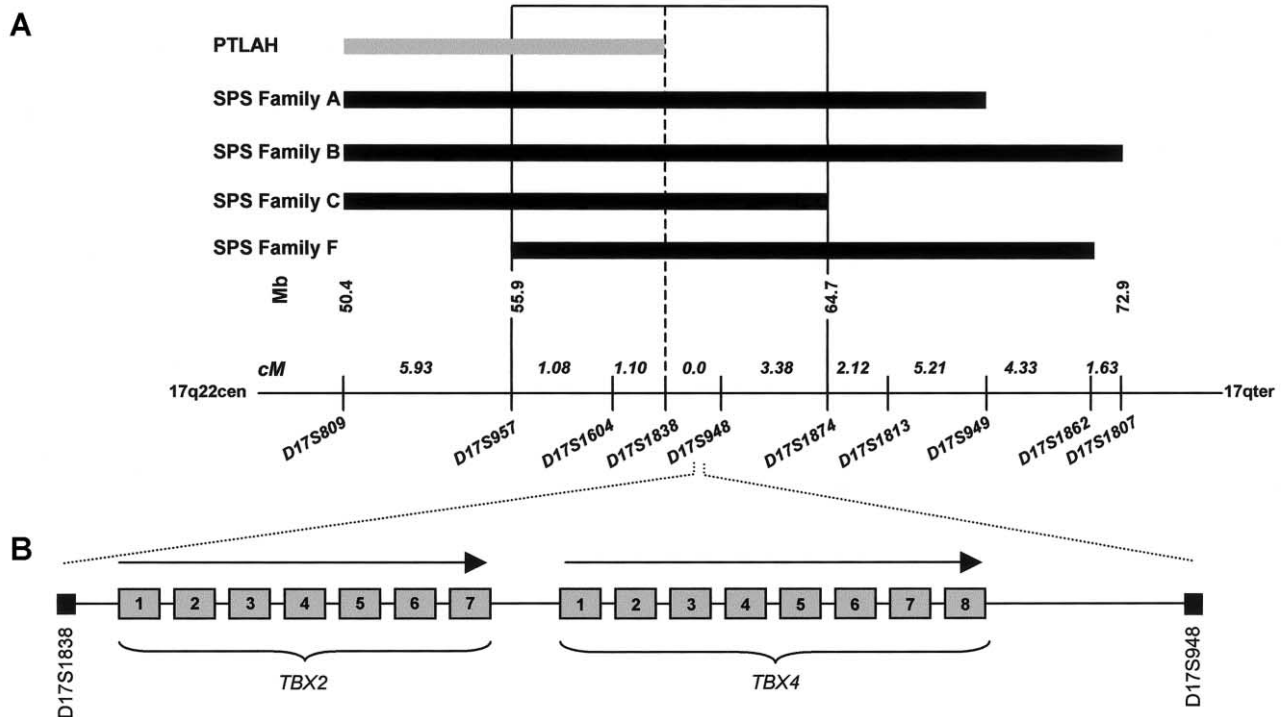 A
PTLAH
SPS Family A
SPS Family B
SPS Family C
SPS Family F
Mb
50.4
55.9
64.7
72.9
cM
5.93
1.08
1.10
0.0
3.38
2.12
5.21
4.33
1.63
17q22cen
17qter
D17S809
D17S957
D17S1604
D17S1838
D17S948
D17S1874
D17S1813
D17S949
D17S1862
D17S1807
B
1 2 3 4 5 6 7
1 2 3 4 5 6 7 8
D17S1838
TBX2
TBX4
D17S948